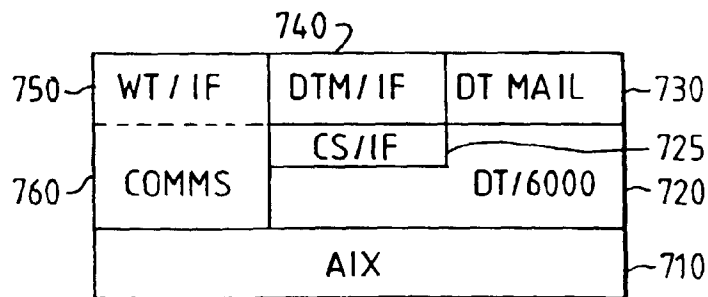 740
750 WT/IF DTM/IF DT MAIL 730
CS/IF 725
760 COMMS DT/6000 720
AIX 710